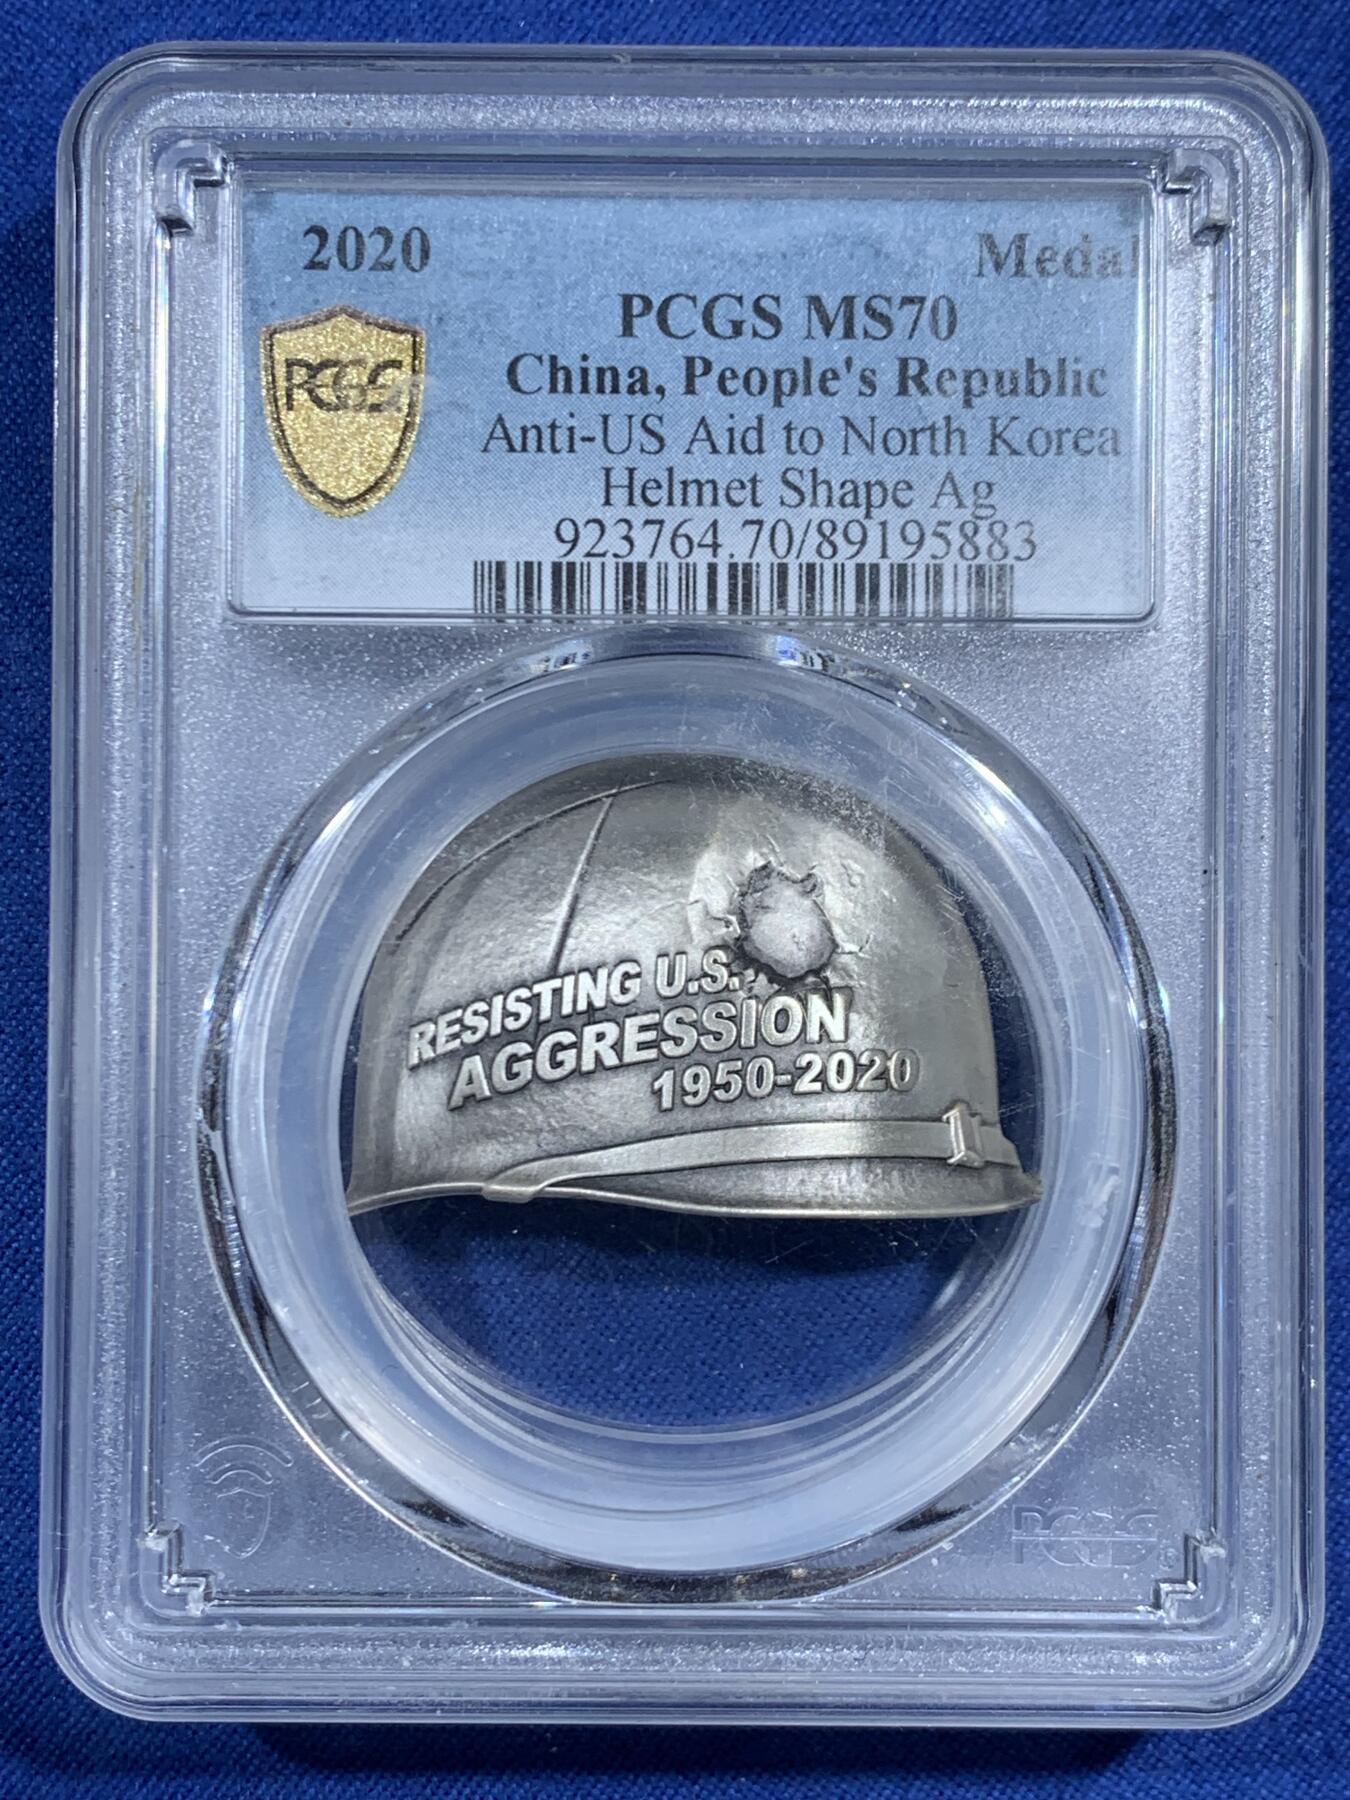 2020 Medal
PCGS MS70
PCGS
China, People's Republic
Anti-US Aid to North Korea
Helmet Shape Ag
923764.70/89195883
RESISTING U.S.
AGGRESSION
1950-2020
PCGS